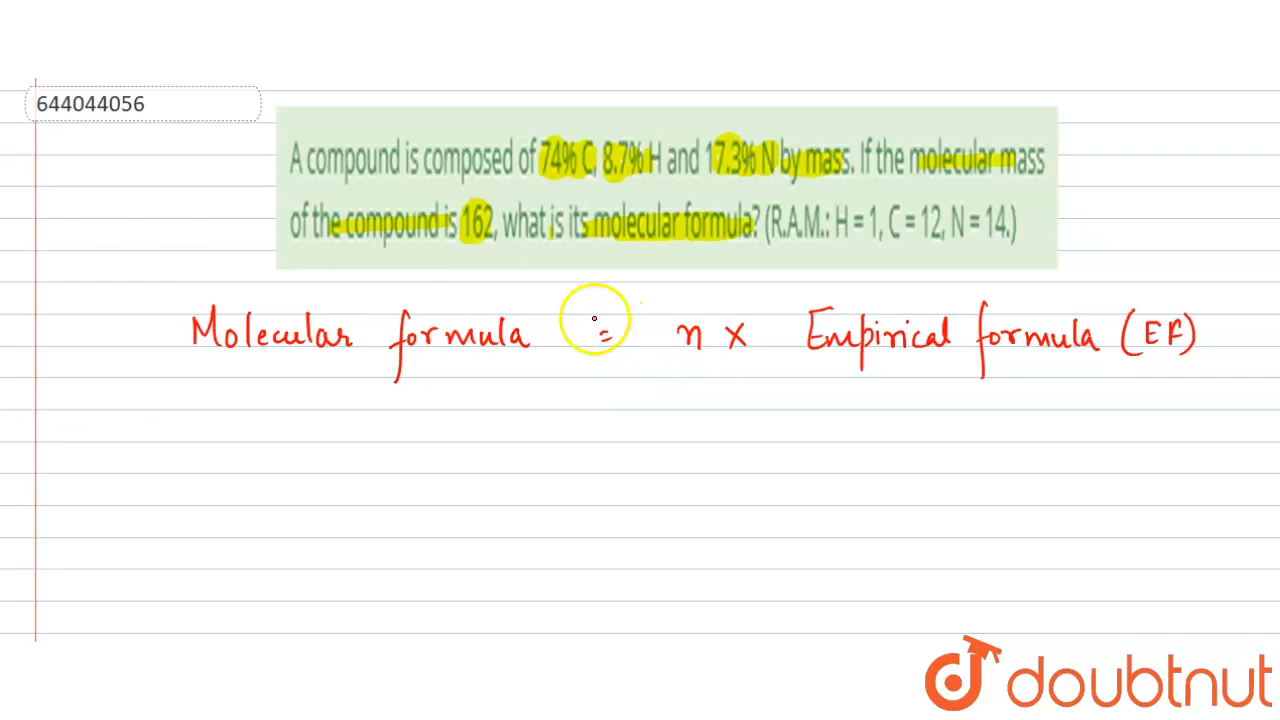 644044056
A compound is composed of 74% C, 8.7% H and 17.3% N by mass. If the molecular mass
of the compound is 162, what is its molecular formula? (R.A.M.: H = 1, C = 12, N = 14.)
Molecular formula = n × Empirical formula (EF)
doubtnut